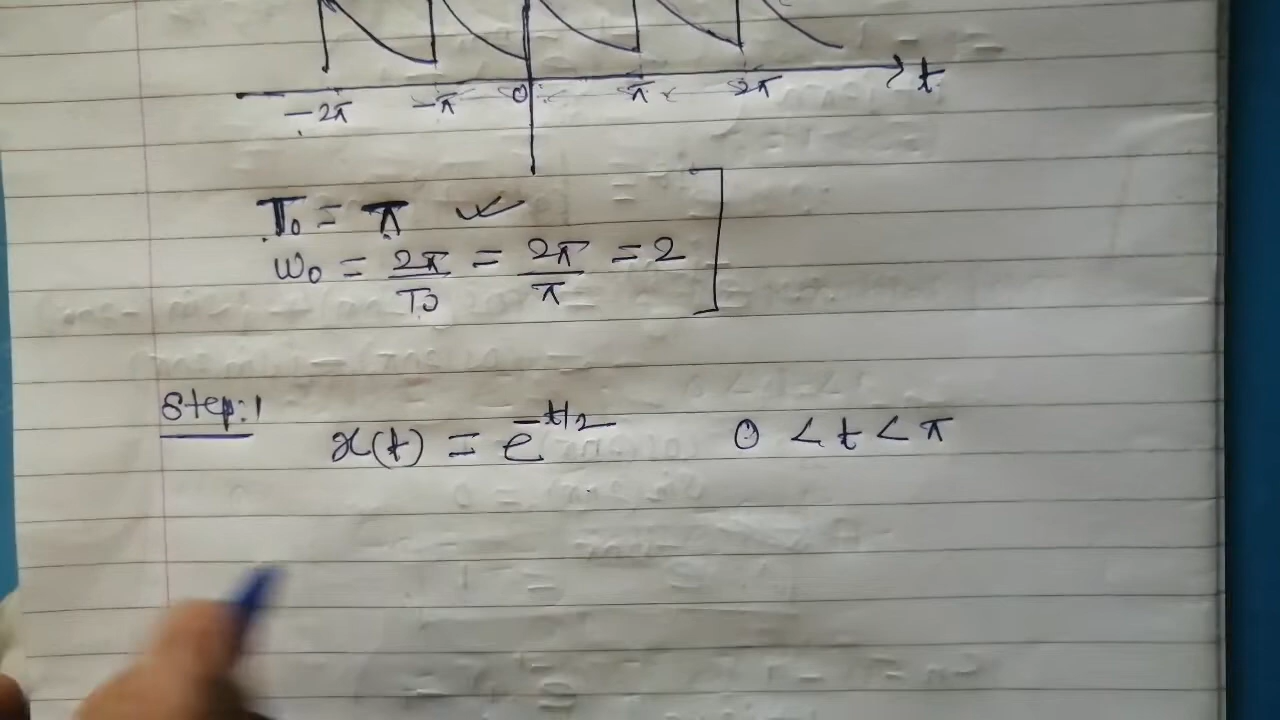 -2π -π 0 π 2π t
T₀ = π
ω₀ = 2π/T₀ = 2π/π = 2
Step:1
x(t) = e^-t/2 0 < t < π